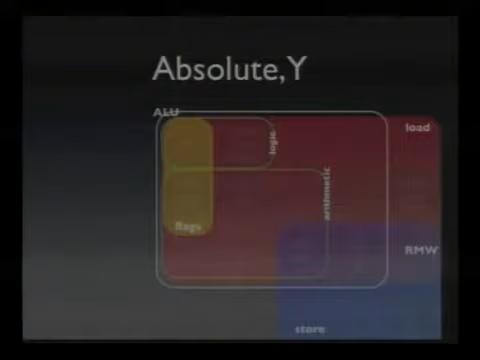 Absolute,Y
ALU
load
logic
arithmetic
flags
RMW
store